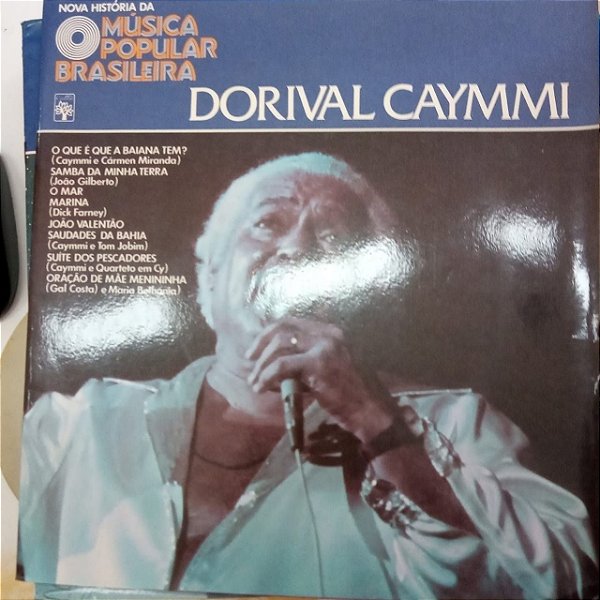 NOVA HISTÓRIA DA
MÚSICA
POPULAR
BRASILEIRA
DORIVAL CAYMMI
O QUE É QUE A BAIANA TEM?
(Caymmi e Cármen Miranda)
SAMBA DA MINHA TERRA
(João Gilberto)
O MAR
MARINA
(Dick Farney)
JOÃO VALENTÃO
SAUDADES DA BAHIA
(Caymmi e Tom Jobim)
SUÍTE DOS PESCADORES
(Caymmi e Quarteto em Cy)
ORAÇÃO DE MÃE MENININHA
(Gal Costa) e Maria Bethânia)